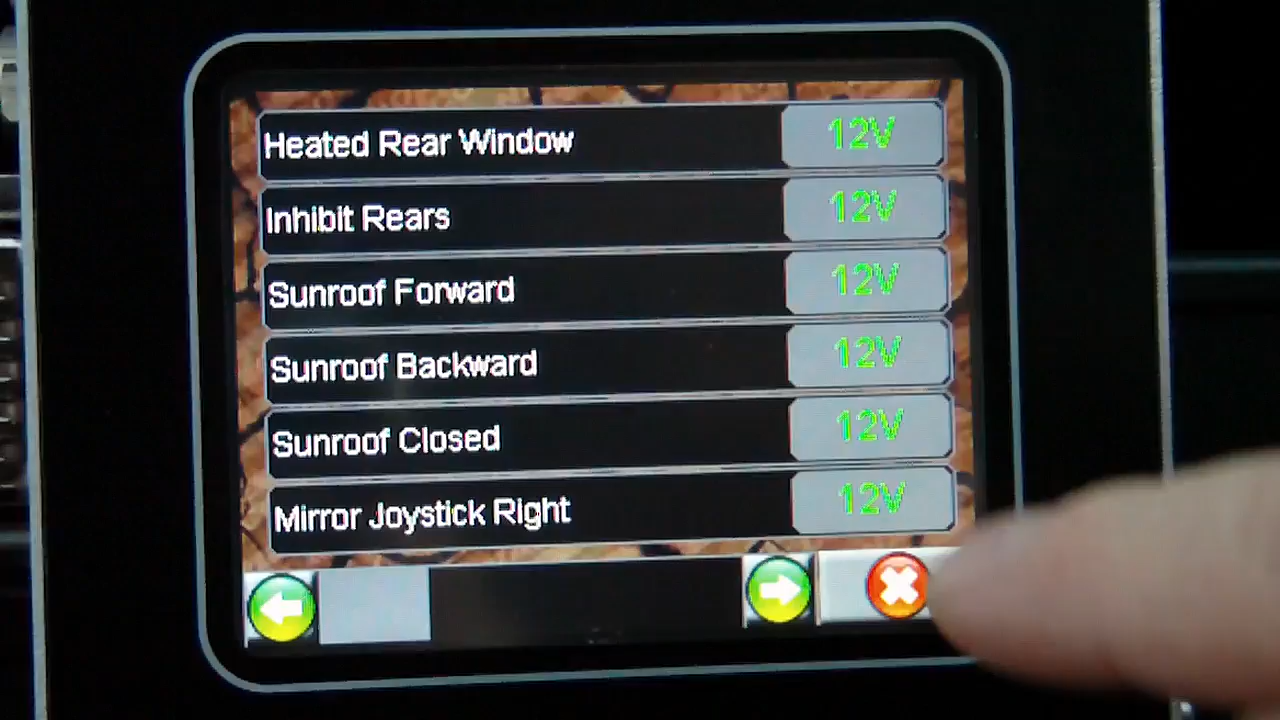 Heated Rear Window 12V
Inhibit Rears 12V
Sunroof Forward 12V
Sunroof Backward 12V
Sunroof Closed 12V
Mirror Joystick Right 12V